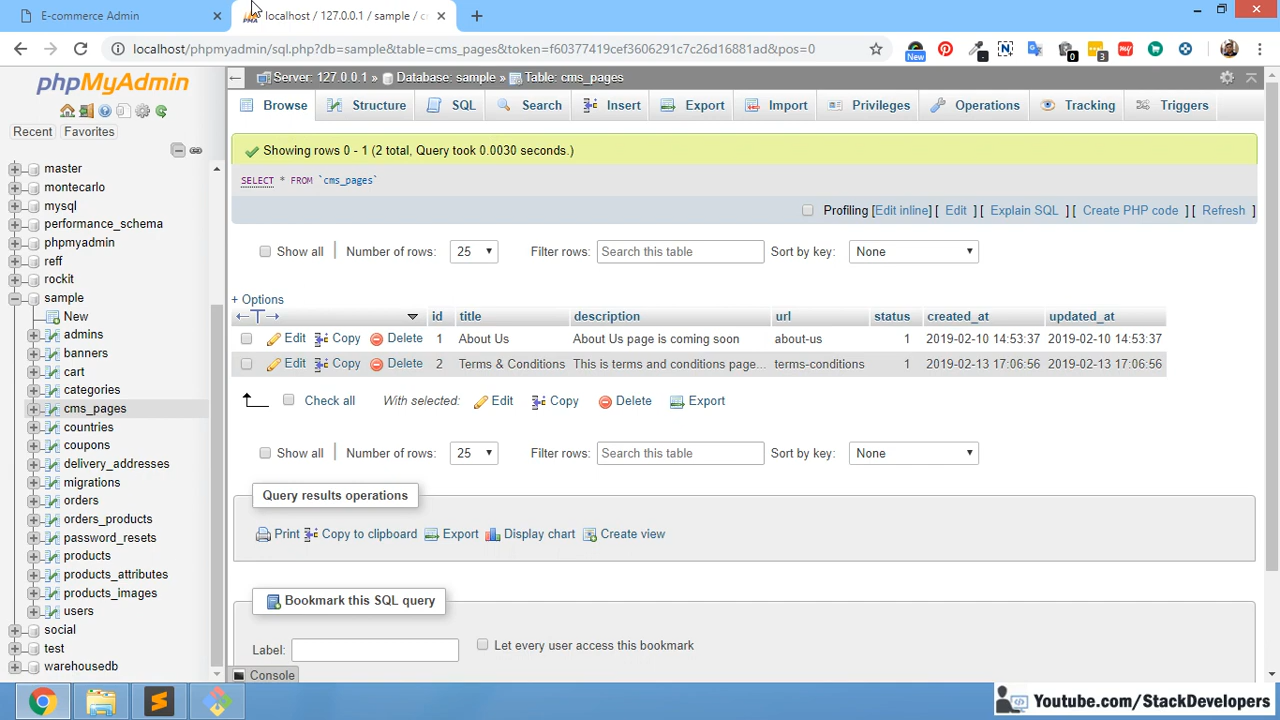 E-commerce Admin
localhost / 127.0.0.1 / sample / c
localhost/phpmyadmin/sql.php?db=sample&table=cms_pages&token=f60377419cef3606291c7c26d16881ad&pos=0
New
0
3
phpMyAdmin
Recent Favorites
master
montecarlo
mysql
performance_schema
phpmyadmin
reff
rockit
sample
New
admins
banners
cart
categories
cms_pages
countries
coupons
delivery_addresses
migrations
orders
orders_products
password_resets
products
products_attributes
products_images
users
social
test
warehousedb
Server: 127.0.0.1 » Database: sample » Table: cms_pages
Browse Structure SQL Search Insert Export Import Privileges Operations Tracking Triggers
Showing rows 0 - 1 (2 total, Query took 0.0030 seconds.)
SELECT * FROM `cms_pages`
Profiling [Edit inline] [ Edit ] [ Explain SQL ] [ Create PHP code ] [ Refresh ]
Show all | Number of rows: 25 Filter rows: Search this table Sort by key: None
+ Options
←T→ id title description url status created_at updated_at
Edit Copy Delete 1 About Us About Us page is coming soon about-us 1 2019-02-10 14:53:37 2019-02-10 14:53:37
Edit Copy Delete 2 Terms & Conditions This is terms and conditions page... terms-conditions 1 2019-02-13 17:06:56 2019-02-13 17:06:56
Check all With selected: Edit Copy Delete Export
Show all | Number of rows: 25 Filter rows: Search this table Sort by key: None
Query results operations
Print Copy to clipboard Export Display chart Create view
Bookmark this SQL query
Label: Let every user access this bookmark
Console
Youtube.com/StackDevelopers